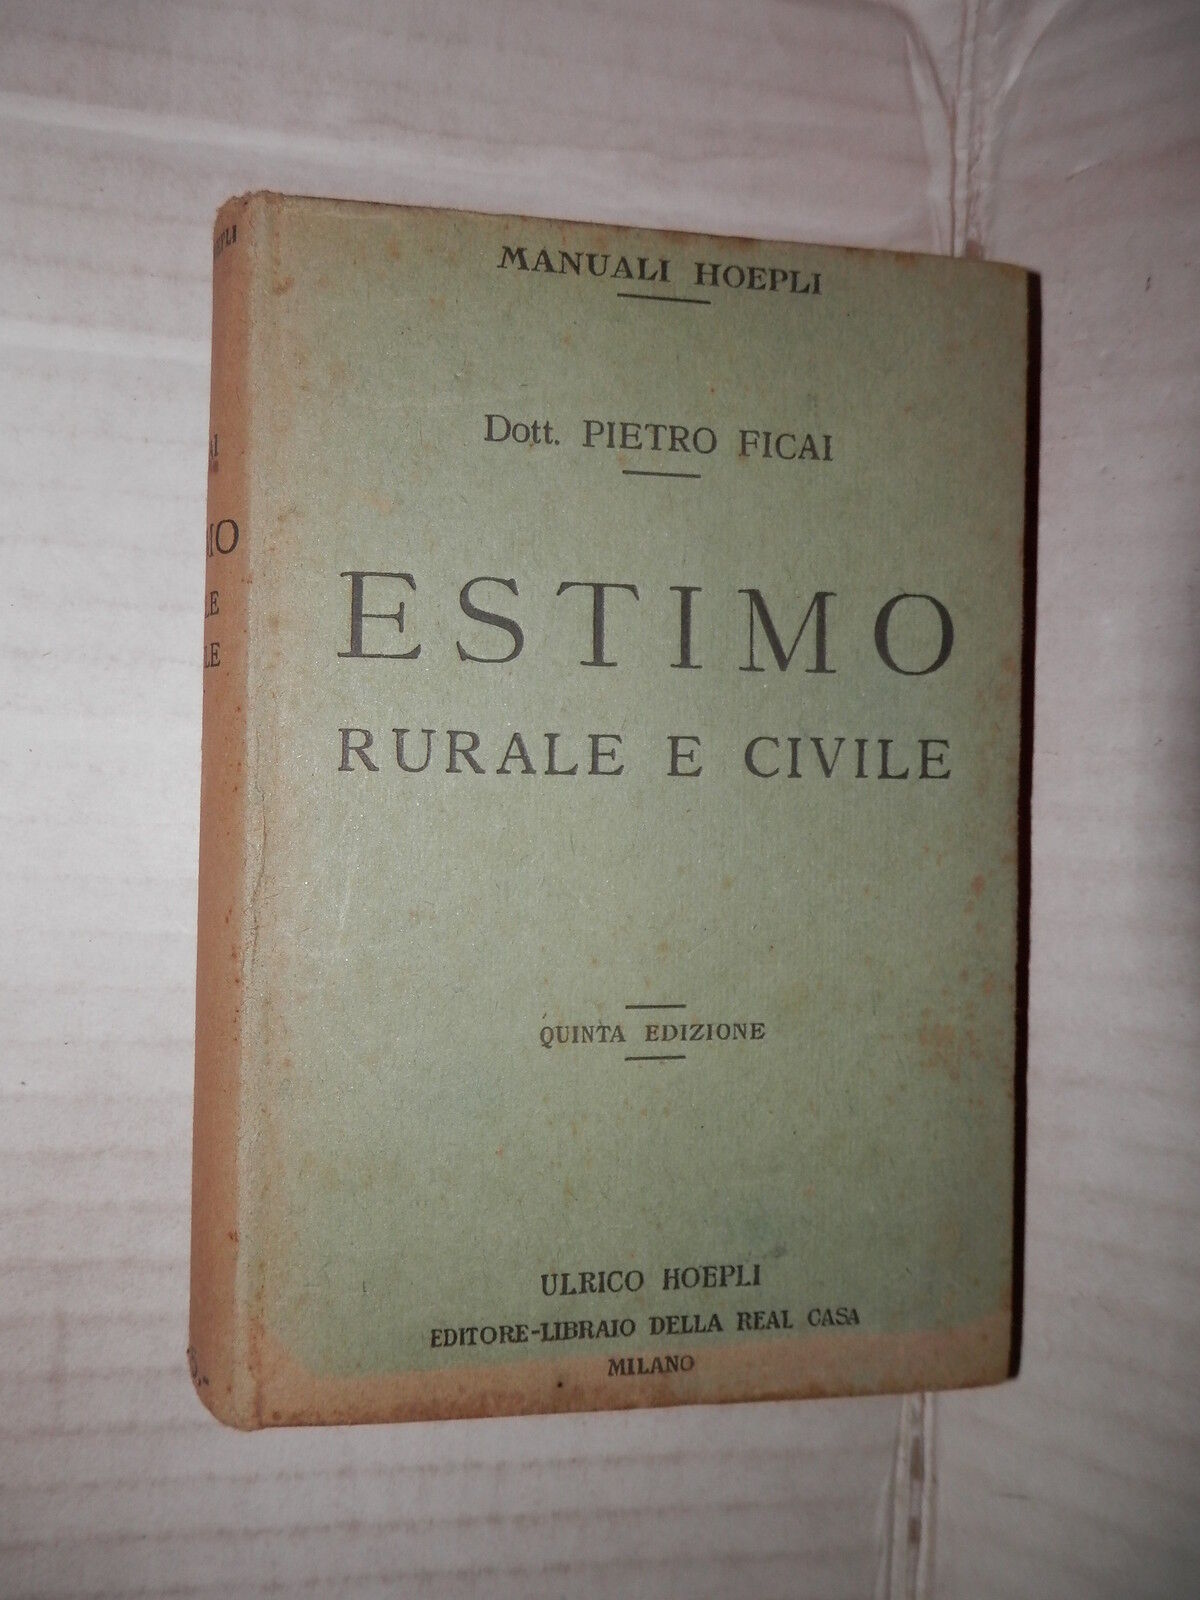 MANUALI HOEPLI
Dott. PIETRO FICAI
ESTIMO
RURALE E CIVILE
QUINTA EDIZIONE
ULRICO HOEPLI
EDITORE-LIBRAIO DELLA REAL CASA
MILANO